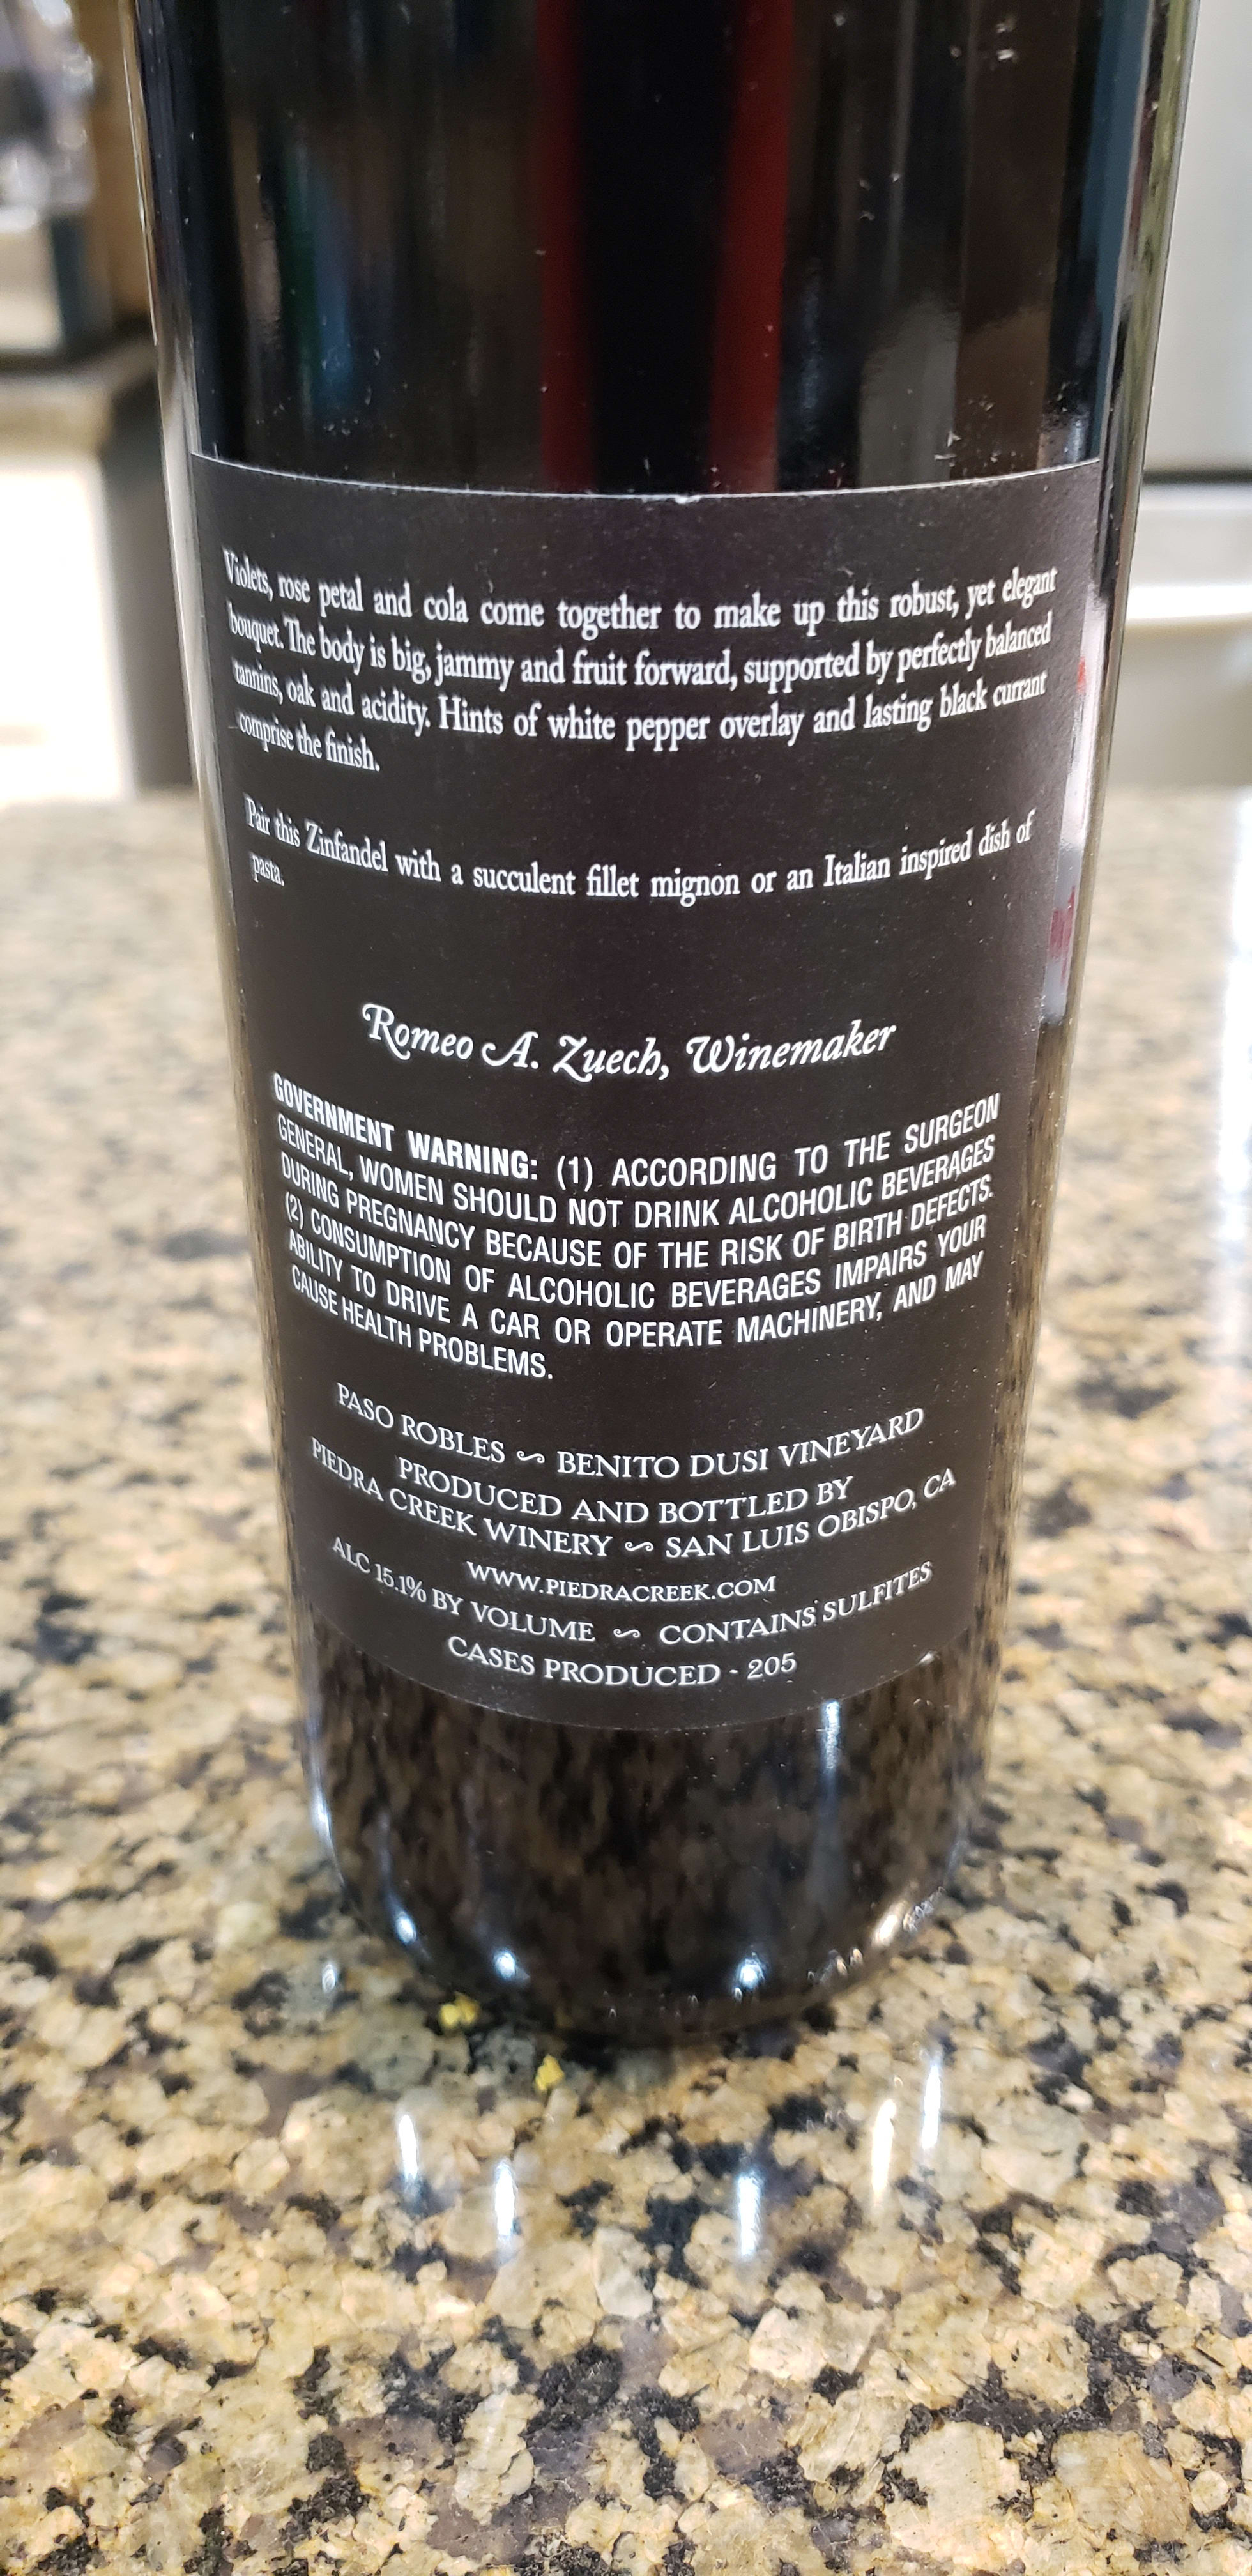 Violets, rose petal and cola come together to make up this robust, yet elegant
bouquet. The body is big, jammy and fruit forward, supported by perfectly balanced
tannins, oak and acidity. Hints of white pepper overlay and lasting black currant
comprise the finish.
Pair this Zinfandel with a succulent fillet mignon or an Italian inspired dish of
pasta.
Romeo A. Zuech, Winemaker
GOVERNMENT WARNING: (1) ACCORDING TO THE SURGEON
GENERAL, WOMEN SHOULD NOT DRINK ALCOHOLIC BEVERAGES
DURING PREGNANCY BECAUSE OF THE RISK OF BIRTH DEFECTS.
(2) CONSUMPTION OF ALCOHOLIC BEVERAGES IMPAIRS YOUR
ABILITY TO DRIVE A CAR OR OPERATE MACHINERY, AND MAY
CAUSE HEALTH PROBLEMS.
PASO ROBLES ~ BENITO DUSI VINEYARD
PRODUCED AND BOTTLED BY
PIEDRA CREEK WINERY ~ SAN LUIS OBISPO, CA
WWW.PIEDRACREEK.COM
ALC 15.1% BY VOLUME ~ CONTAINS SULFITES
CASES PRODUCED - 205